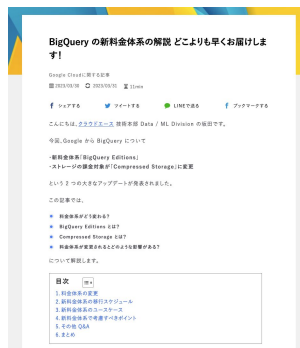 BigQuery の新料金体系の解説 どこよりも早くお届けしま
す！
Google Cloudに関する記事
2023/03/30 2023/03/31 11min
シェアする ツイートする LINEで送る ブックマークする
こんにちは、クラウドエース 技術本部 Data / ML Division の坂田です。
今回、Google から BigQuery について
・新料金体系「BigQuery Editions」
・ストレージの課金対象が「Compressed Storage」に変更
という 2 つの大きなアップデートが発表されました。
この記事では、
料金体系がどう変わる？
BigQuery Editions とは？
Compressed Storage とは？
料金体系が変更されるとどのような影響がある？
について解説します。
目次
1. 料金体系の変更
2. 新料金体系の移行スケジュール
3. 新料金体系のユースケース
4. 新料金体系で考慮すべきポイント
5. その他 Q&A
6. まとめ